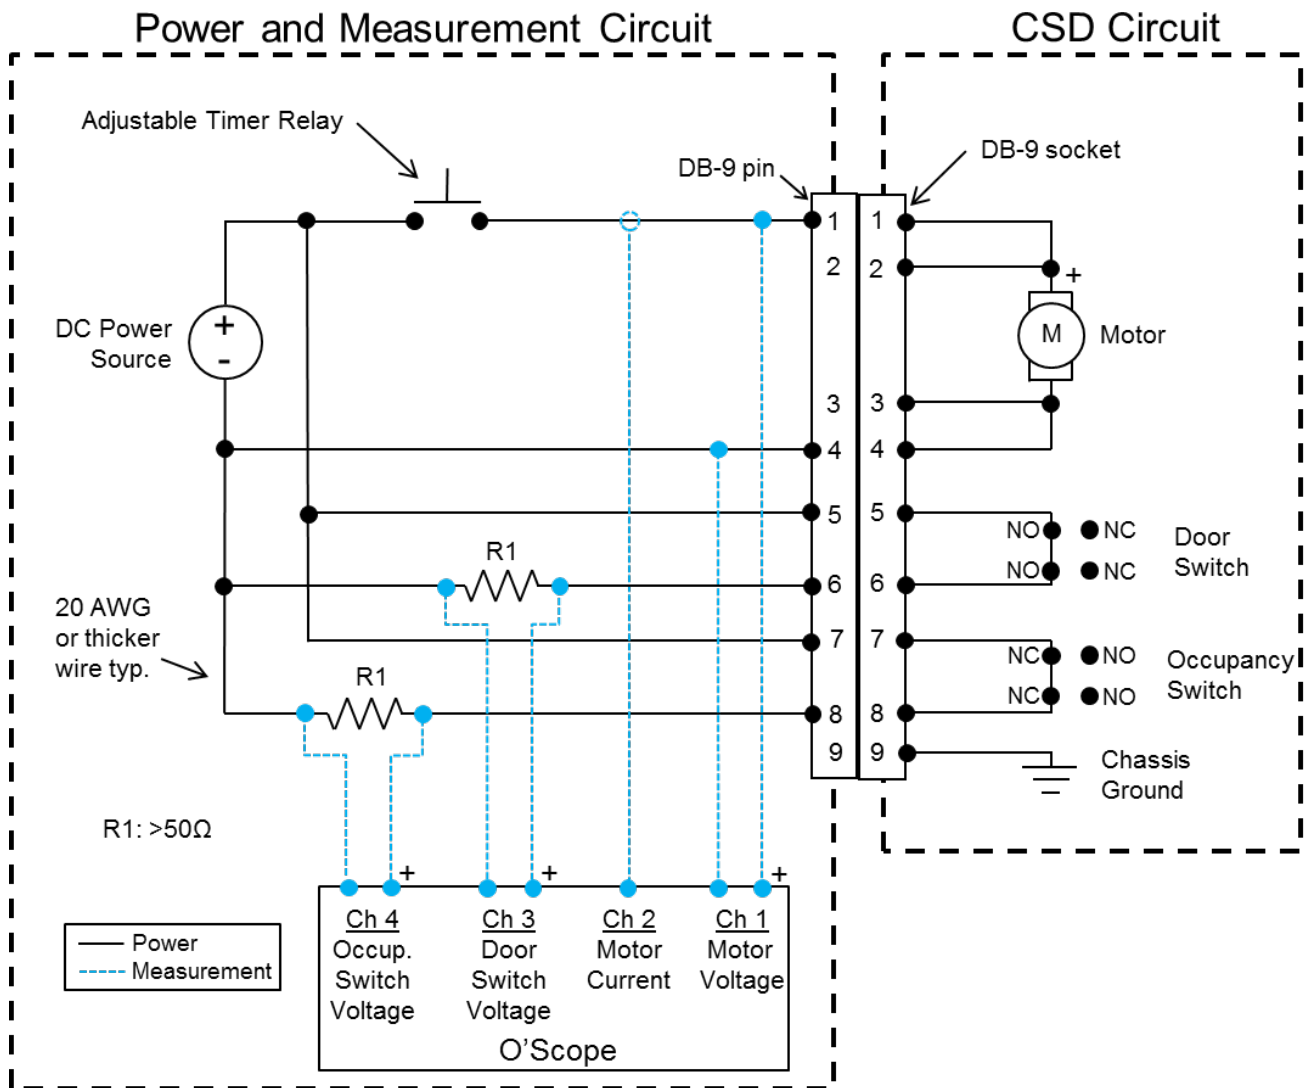 Power and Measurement Circuit
CSD Circuit
Adjustable Timer Relay
DB-9 pin
DB-9 socket
1
1
2
2
+
+
DC Power
Source
-
M
Motor
3
3
4
4
5
5
NO
NC
Door
Switch
NO
NC
R1
6
6
20 AWG
or thicker
wire typ.
7
7
NC
NO
Occupancy
Switch
NC
NO
R1
8
8
9
9
Chassis
Ground
R1: >50Ω
+
+
+
Ch 4
Occup.
Switch
Voltage
Ch 3
Door
Switch
Voltage
Ch 2
Motor
Current
Ch 1
Motor
Voltage
O'Scope
Power
Measurement